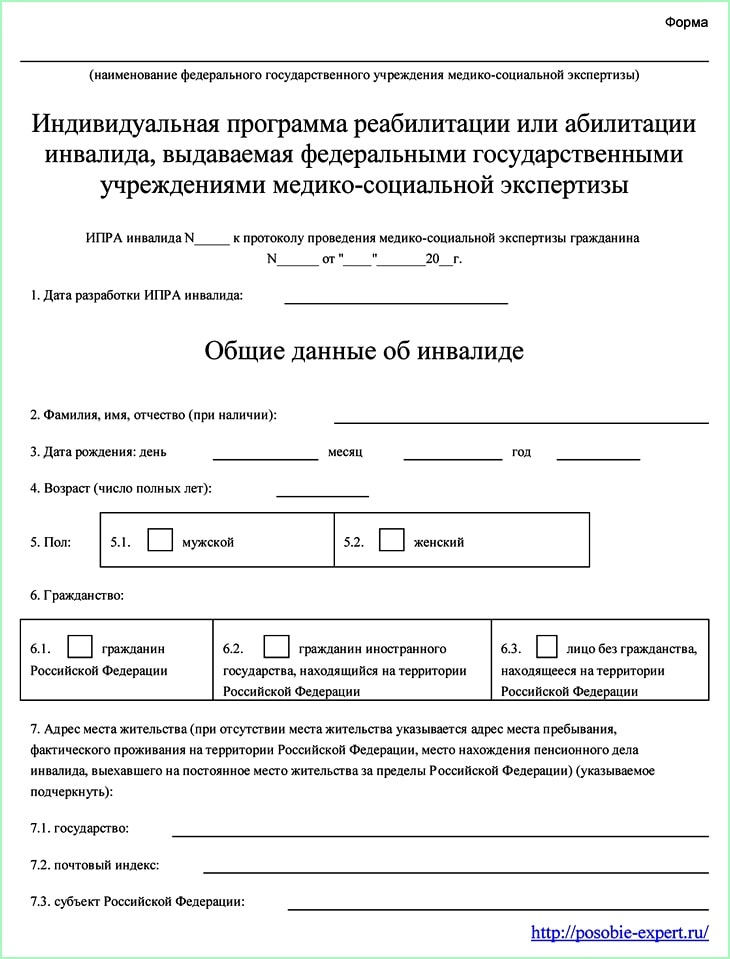 Форма
(наименование федерального государственного учреждения медико-социальной экспертизы)
Индивидуальная программа реабилитации или абилитации
инвалида, выдаваемая федеральными государственными
учреждениями медико-социальной экспертизы
ИПРА инвалида N_____ к протоколу проведения медико-социальной экспертизы гражданина
N______ от "____"_______20__г.
1. Дата разработки ИПРА инвалида:
Общие данные об инвалиде
2. Фамилия, имя, отчество (при наличии):
3. Дата рождения: день месяц год
4. Возраст (число полных лет):
5. Пол: 5.1. мужской 5.2. женский
6. Гражданство:
6.1. гражданин
Российской Федерации
6.2. гражданин иностранного
государства, находящийся на территории
Российской Федерации
6.3. лицо без гражданства,
находящееся на территории
Российской Федерации
7. Адрес места жительства (при отсутствии места жительства указывается адрес места пребывания,
фактического проживания на территории Российской Федерации, место нахождения пенсионного дела
инвалида, выехавшего на постоянное место жительства за пределы Российской Федерации) (указываемое
подчеркнуть):
7.1. государство:
7.2. почтовый индекс:
7.3. субъект Российской Федерации:
http://posobie-expert.ru/